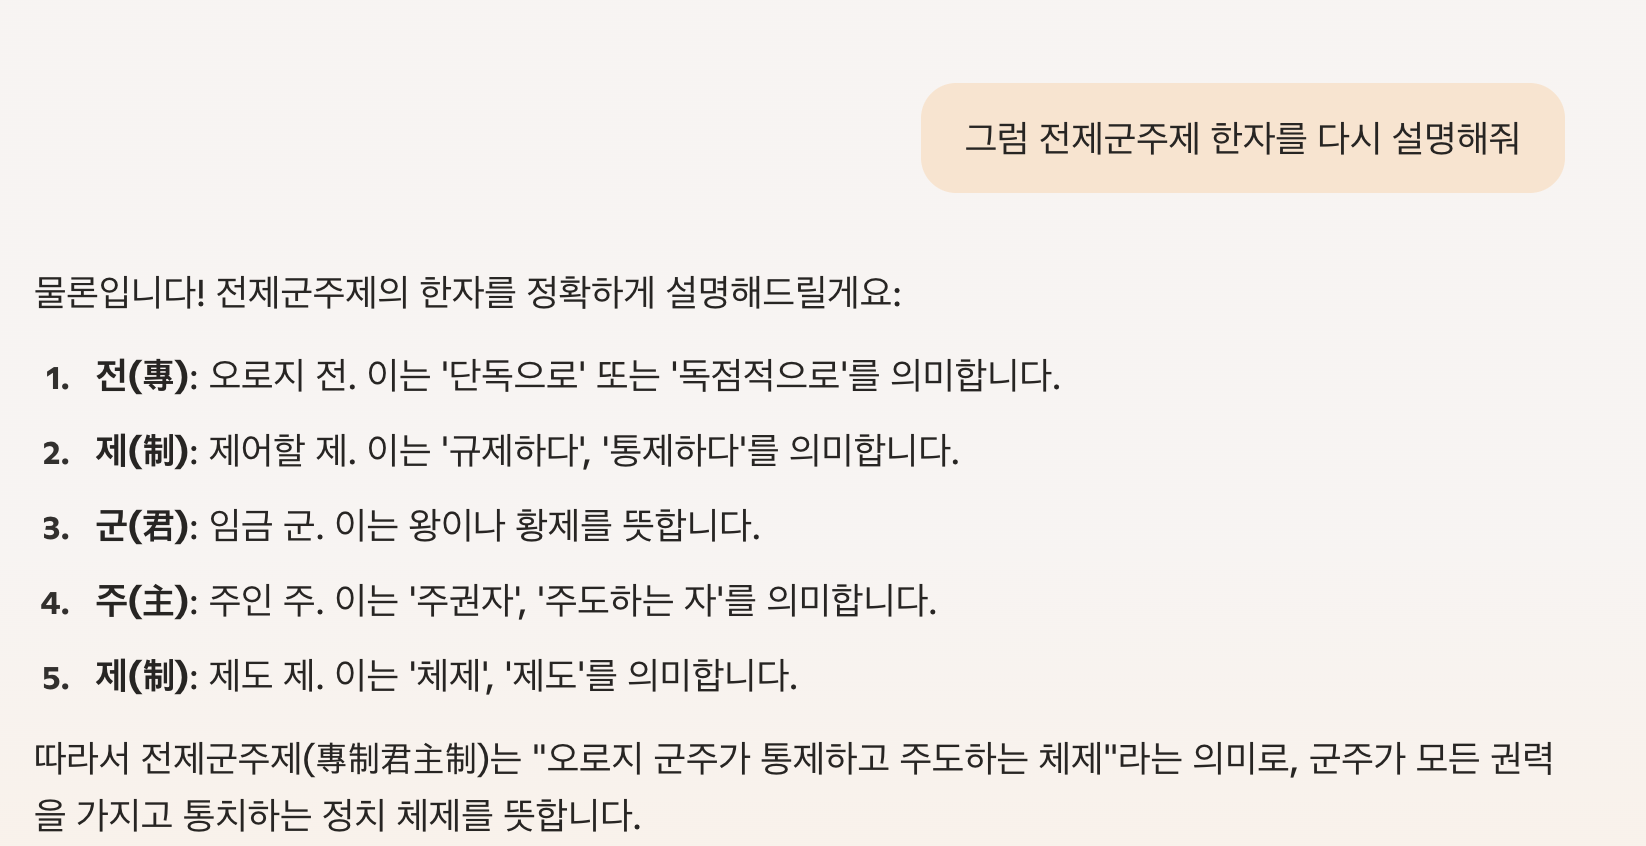 그럼 전제군주제 한자를 다시 설명해줘
물론입니다! 전제군주제의 한자를 정확하게 설명해드릴게요:
1. 전(專): 오로지 전. 이는 '단독으로' 또는 '독점적으로'를 의미합니다.
2. 제(制): 제어할 제. 이는 '규제하다', '통제하다'를 의미합니다.
3. 군(君): 임금 군. 이는 왕이나 황제를 뜻합니다.
4. 주(主): 주인 주. 이는 '주권자', '주도하는 자'를 의미합니다.
5. 제(制): 제도 제. 이는 '체제', '제도'를 의미합니다.
따라서 전제군주제(專制君主制)는 "오로지 군주가 통제하고 주도하는 체제"라는 의미로, 군주가 모든 권력
을 가지고 통치하는 정치 체제를 뜻합니다.